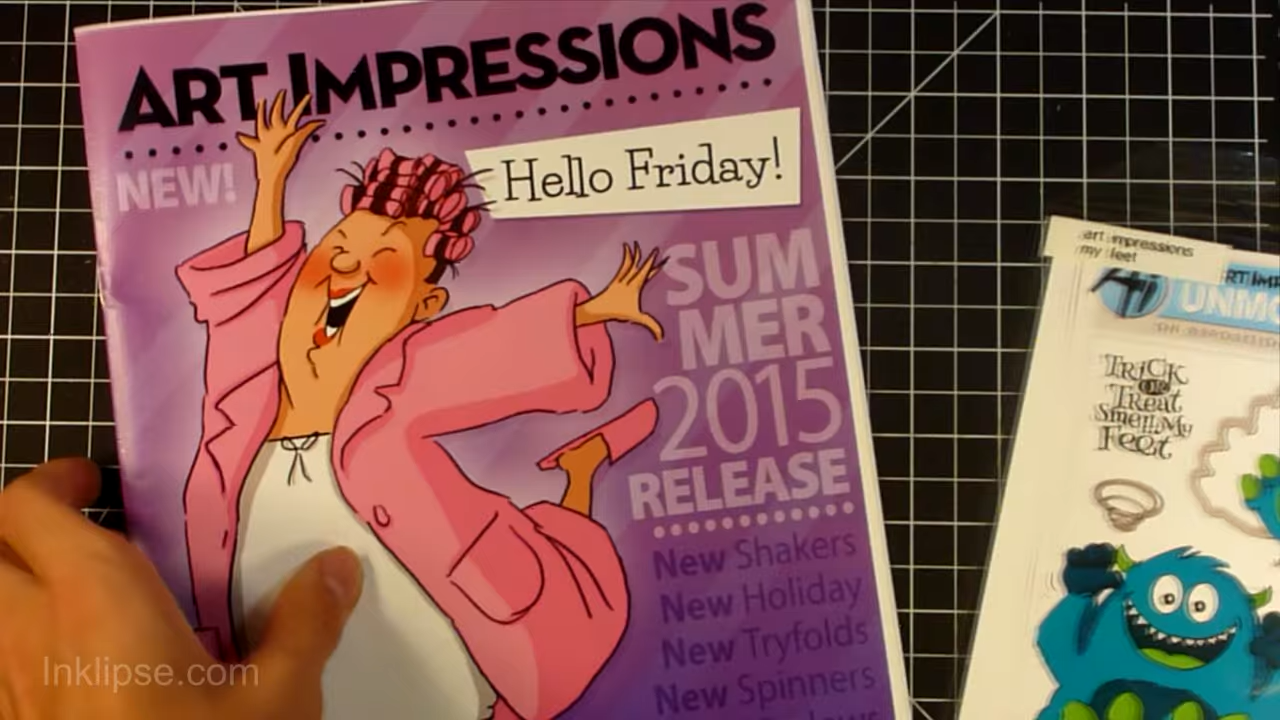 ART IMPRESSIONS
NEW!
Hello Friday!
SUM
MER
2015
RELEASE
New Shakers
New Holiday
New Tryfolds
New Spinners
art impressions
my feet
ART IMP
UNMO
TRICK
OR
Treat
Smell My
Feet
Inklipse.com